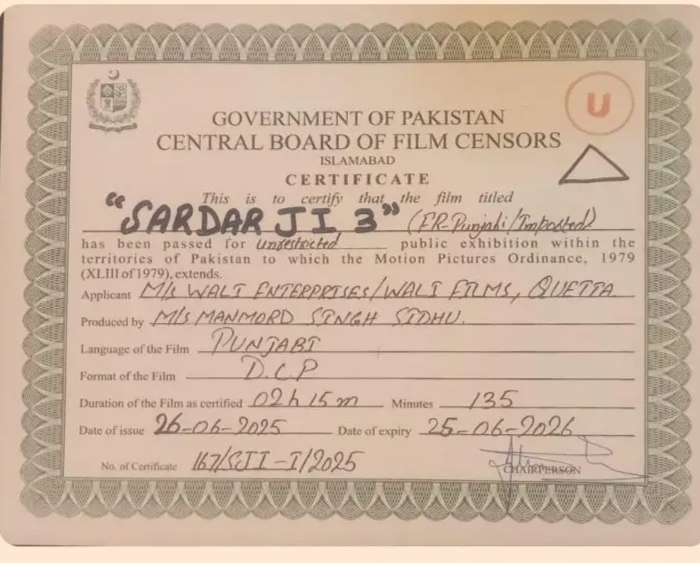 U
GOVERNMENT OF PAKISTAN
CENTRAL BOARD OF FILM CENSORS
ISLAMABAD
CERTIFICATE
This is to certify that the film titled
"SARDAR JI 3" (FR-Punjabi/Imposted)
has been passed for Unrestricted public exhibition within the
territories of Pakistan to which the Motion Pictures Ordinance, 1979
(XLIII of 1979), extends.
Applicant M/s WALI ENTERPRISES/WALI FILMS, QUETTA
Produced by M/S MANMORD SINGH SIDHU.
Language of the Film PUNJABI
Format of the Film D.C.P
Duration of the Film as certified 02h 15m Minutes 135
Date of issue 26-06-2025 Date of expiry 25-06-2026
No. of Certificate 167/SJI-I/2025
CHAIRPERSON